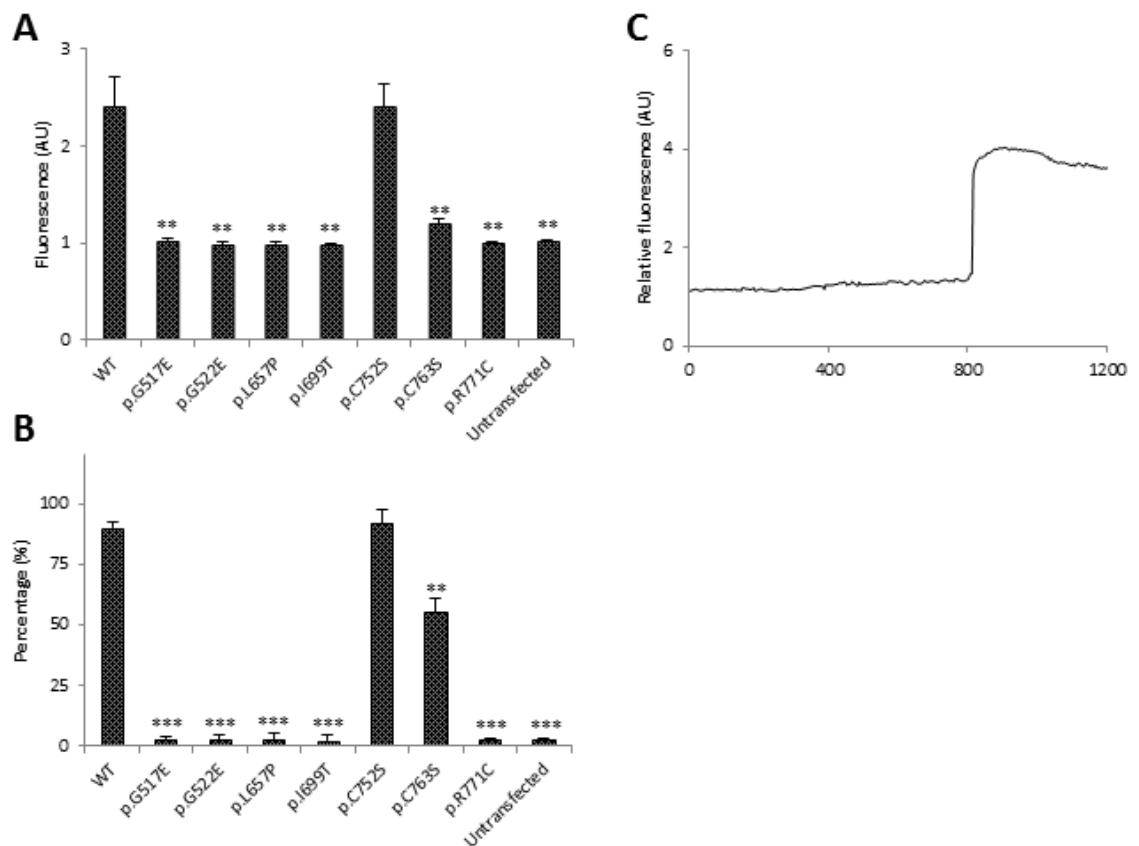 A
Fluorescence (AU)
3
2
1
0
** ** ** ** ** ** **
WT p.G517E p.G522E p.L657P p.I699T p.C752S p.C763S p.R771C Untransfected
B
Percentage (%)
100
75
50
25
0
*** *** *** *** ** *** ***
WT p.G517E p.G522E p.L657P p.I699T p.C752S p.C763S p.R771C Untransfected
C
Relative fluorescence (AU)
6
4
2
0
0 400 800 1200